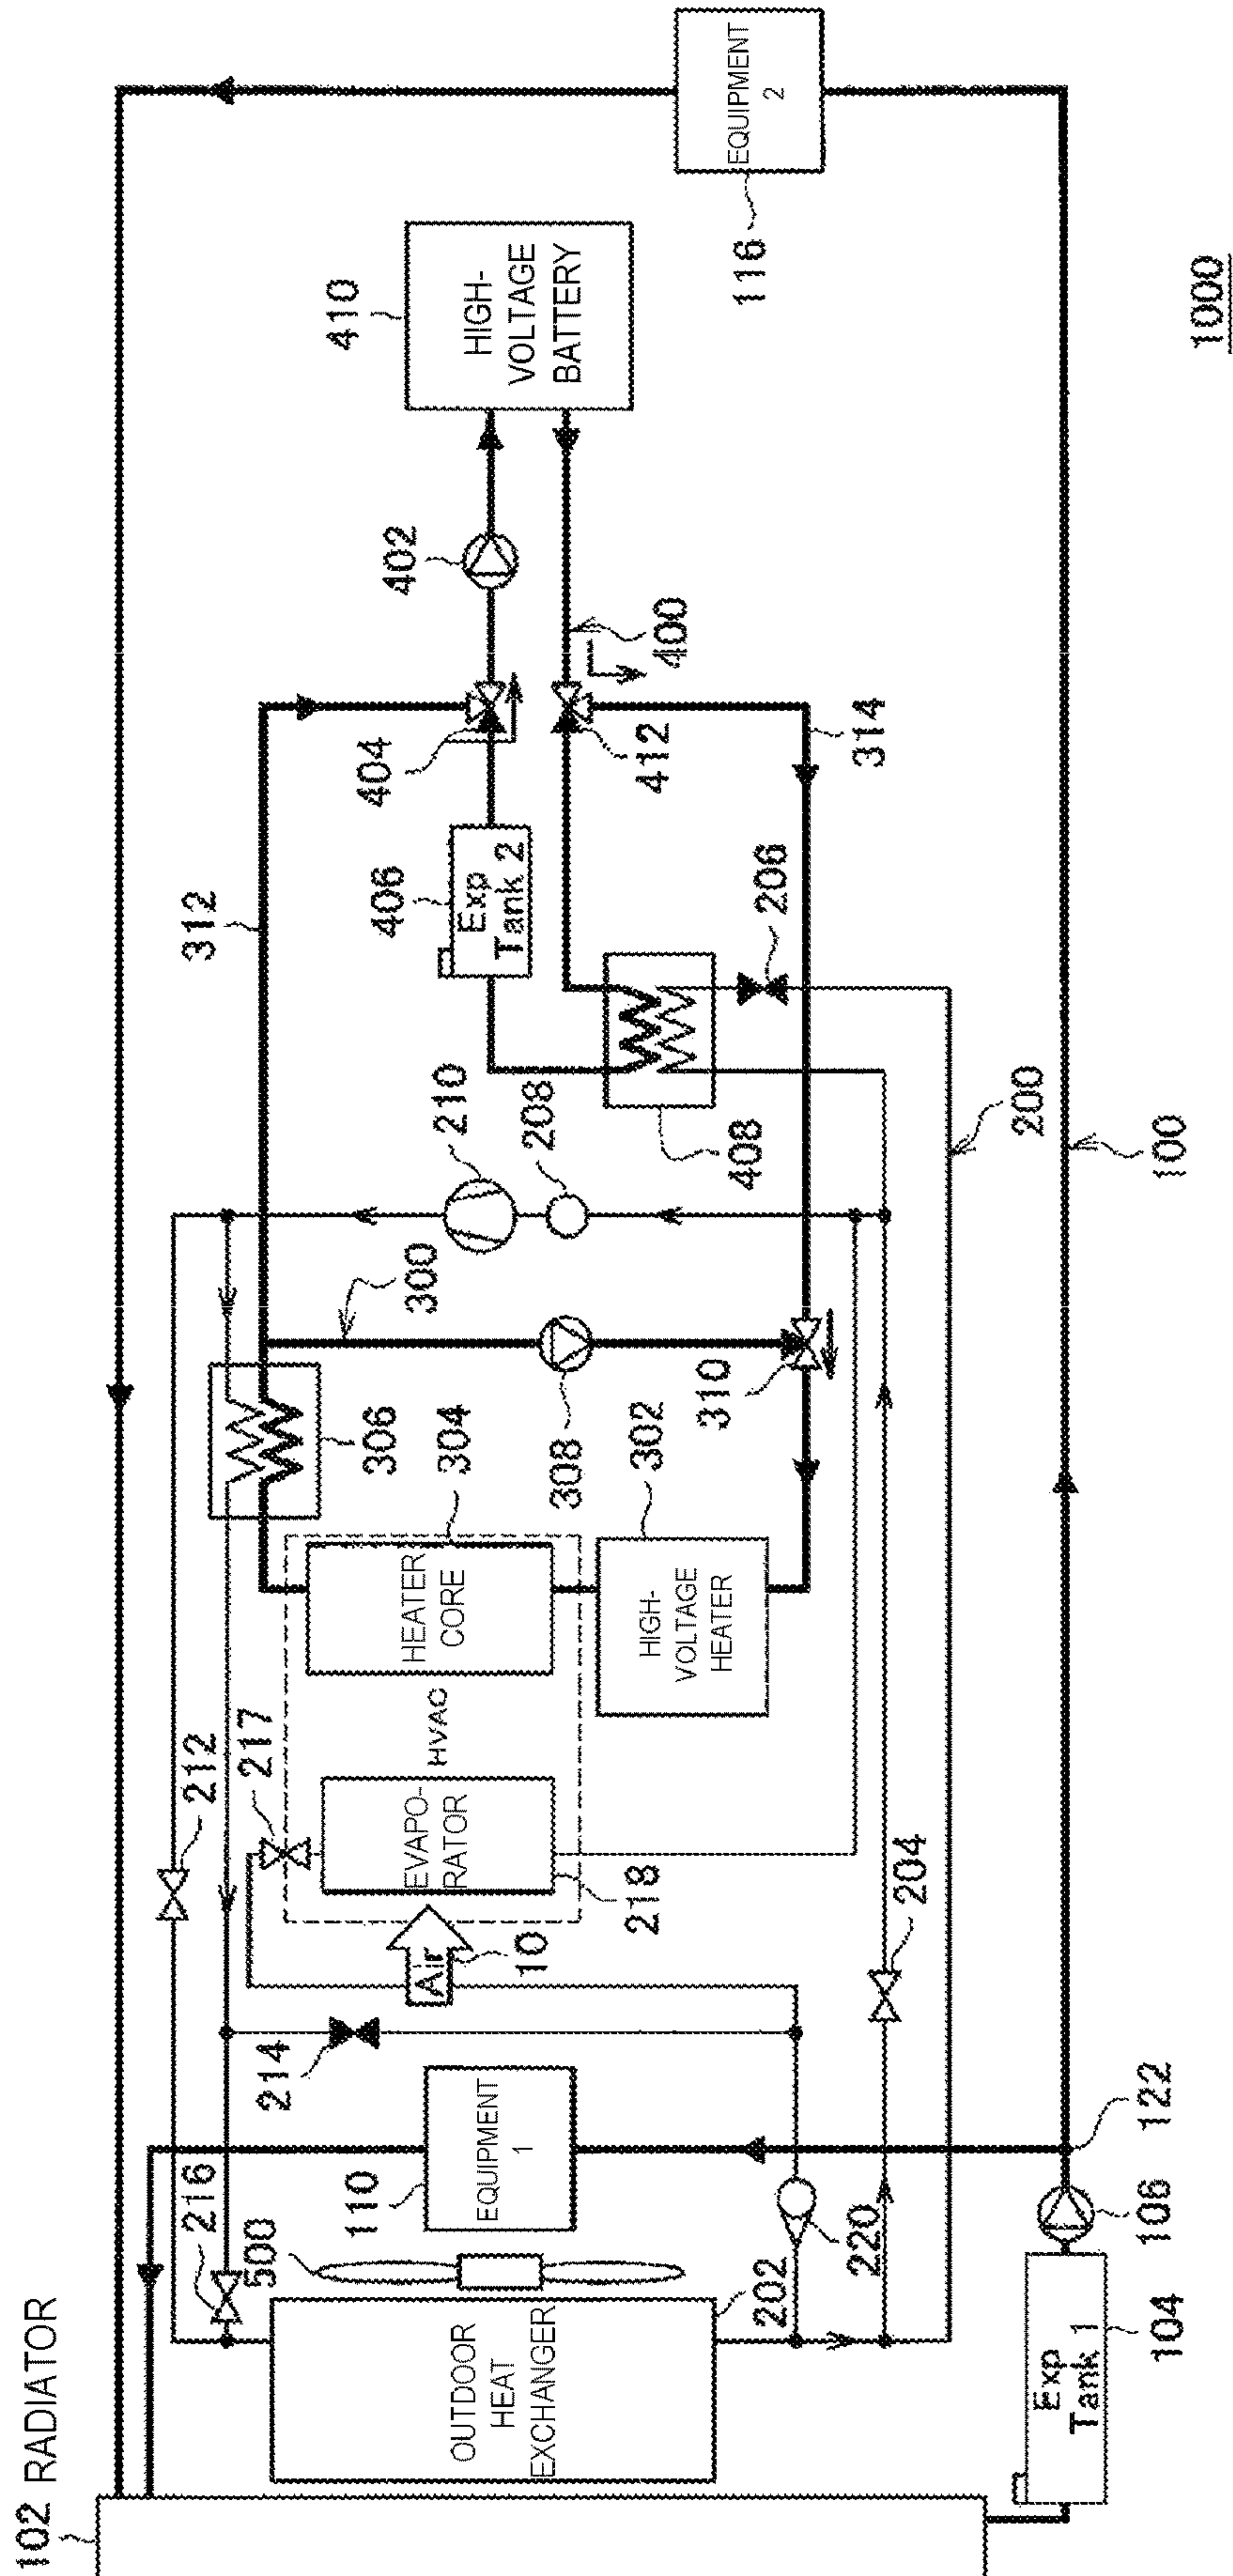 102 RADIATOR
OUTDOOR
HEAT
EXCHANGER
202
500
216
110
EQUIPMENT
1
214
220
Exp
Tank 1
104
106
122
204
212
217
Air
10
EVAPO-
RATOR
218
HVAC
HEATER
CORE
304
306
HIGH-
VOLTAGE
HEATER
302
308
310
300
210
208
312
408
206
200
100
Exp
Tank 2
406
404
412
314
400
402
410
HIGH-
VOLTAGE
BATTERY
EQUIPMENT
2
116
1000